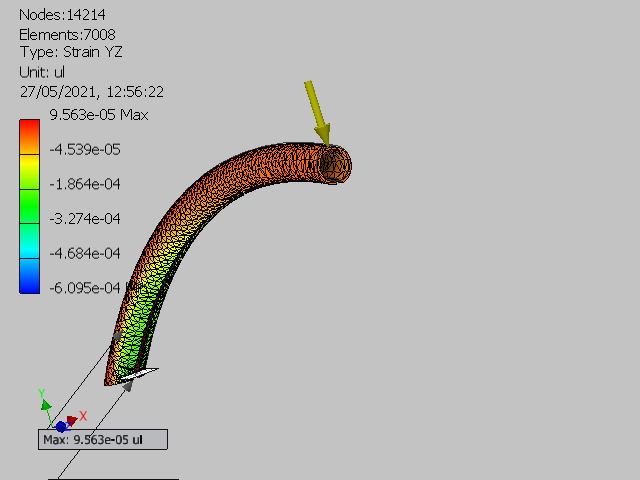 Nodes:14214
Elements:7008
Type: Strain YZ
Unit: ul
27/05/2021, 12:56:22
9.563e-05 Max
-4.539e-05
-1.864e-04
-3.274e-04
-4.684e-04
-6.095e-04
Y
X
Max: 9.563e-05 ul